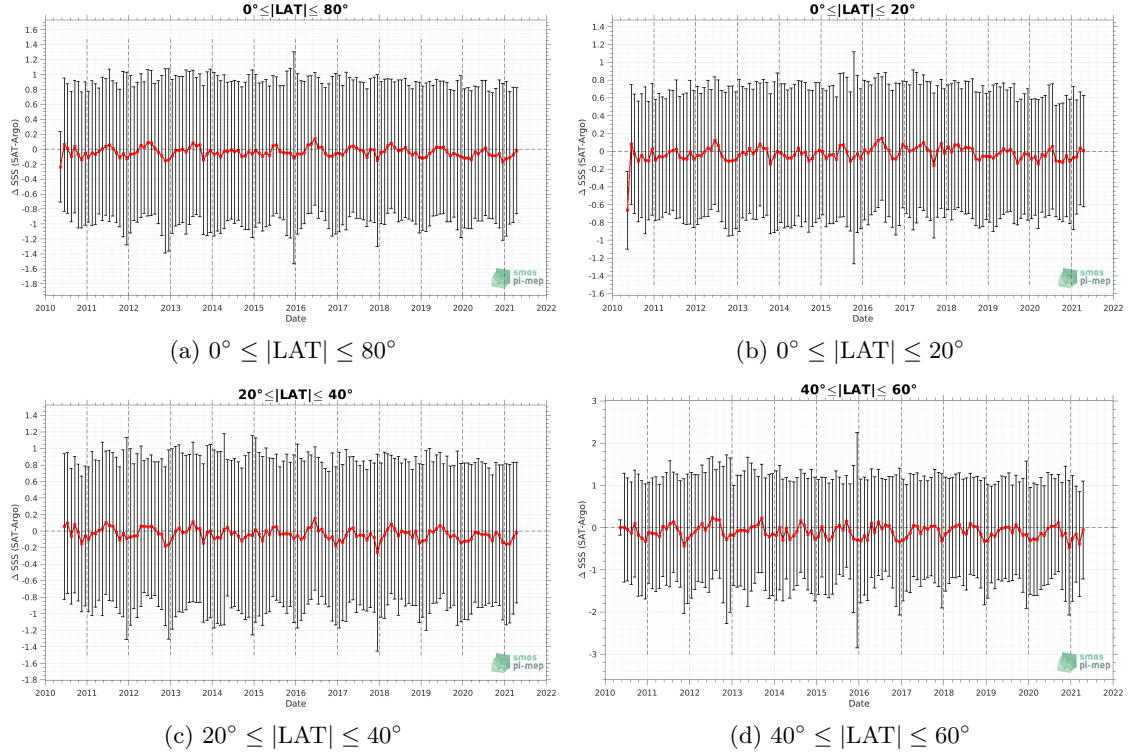 0°≤|LAT|≤ 80°
1.6
1.4
1.2
1
0.8
0.6
0.4
0.2
0
-0.2
-0.4
-0.6
-0.8
-1
-1.2
-1.4
-1.6
-1.8
Δ SSS (SAT-Argo)
smos
pi-mep
2010 2011 2012 2013 2014 2015 2016 2017 2018 2019 2020 2021 2022
Date
(a) 0° ≤ |LAT| ≤ 80°
0°≤|LAT|≤ 20°
1.4
1.2
1
0.8
0.6
0.4
0.2
0
-0.2
-0.4
-0.6
-0.8
-1
-1.2
-1.4
-1.6
Δ SSS (SAT-Argo)
smos
pi-mep
2010 2011 2012 2013 2014 2015 2016 2017 2018 2019 2020 2021 2022
Date
(b) 0° ≤ |LAT| ≤ 20°
20°≤|LAT|≤ 40°
1.4
1.2
1
0.8
0.6
0.4
0.2
0
-0.2
-0.4
-0.6
-0.8
-1
-1.2
-1.4
-1.6
-1.8
Δ SSS (SAT-Argo)
smos
pi-mep
2010 2011 2012 2013 2014 2015 2016 2017 2018 2019 2020 2021 2022
Date
(c) 20° ≤ |LAT| ≤ 40°
40°≤|LAT|≤ 60°
3
2
1
0
-1
-2
-3
Δ SSS (SAT-Argo)
smos
pi-mep
2010 2011 2012 2013 2014 2015 2016 2017 2018 2019 2020 2021 2022
Date
(d) 40° ≤ |LAT| ≤ 60°